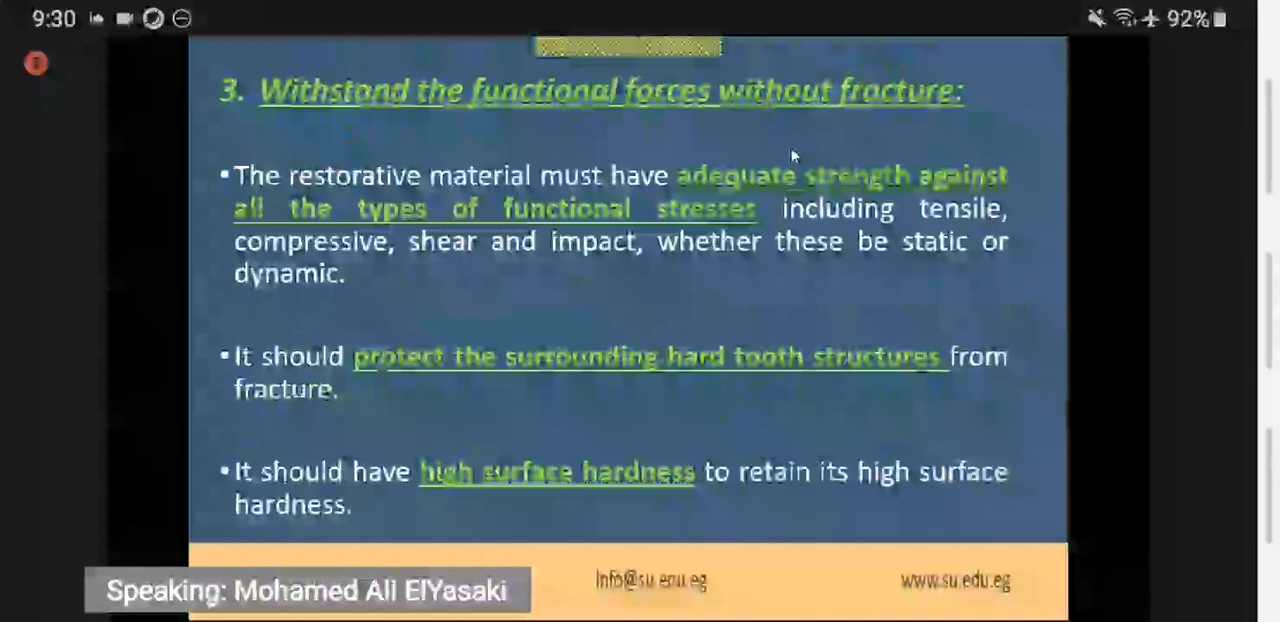 9:30 92%
3. Withstand the functional forces without fracture:
•The restorative material must have adequate strength against
all the types of functional stresses including tensile,
compressive, shear and impact, whether these be static or
dynamic.
•It should protect the surrounding hard tooth structures from
fracture.
•It should have high surface hardness to retain its high surface
hardness.
Speaking: Mohamed Ali ElYasaki
Info@su.edu.eg www.su.edu.eg